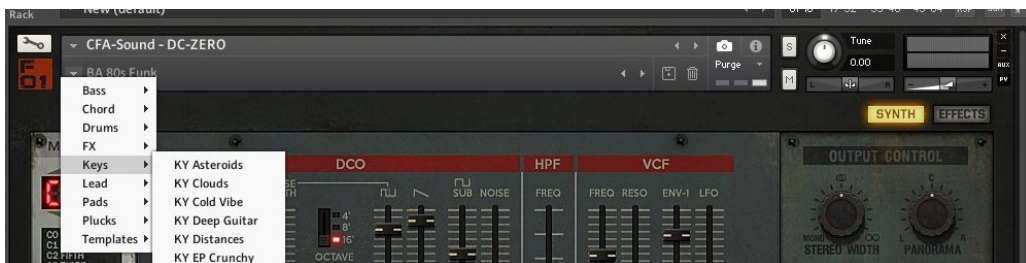 Rack
New (default)
CFA-Sound - DC-ZERO
S
Tune
0.00
Purge
AUX
PV
F
01
BA 80s Funk
M
L
R
SYNTH
EFFECTS
Bass
Chord
Drums
FX
Keys
Lead
Pads
Plucks
Templates
KY Asteroids
KY Clouds
KY Cold Vibe
KY Deep Guitar
KY Distances
KY EP Crunchy
DCO
HPF
VCF
SUB
NOISE
FREQ
FREQ
RESO
ENV-1
LFO
4'
8'
16'
OCTAVE
OUTPUT CONTROL
C
MONO
L
R
STEREO WIDTH
PANORAMA
C1
C2 FIFTH